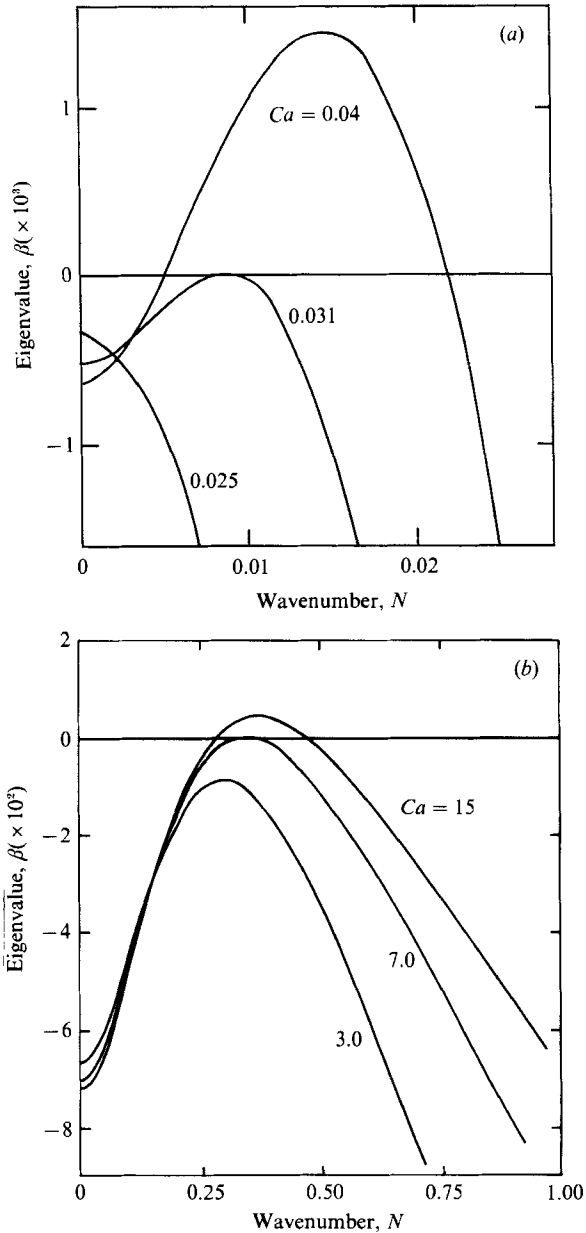 (a)
1
Ca = 0.04
Eigenvalue, β( × 10³)
0
0.031
−1
0.025
0
0.01
0.02
Wavenumber, N
2
(b)
0
Eigenvalue, β( × 10²)
Ca = 15
−2
−4
7.0
−6
3.0
−8
0
0.25
0.50
0.75
1.00
Wavenumber, N